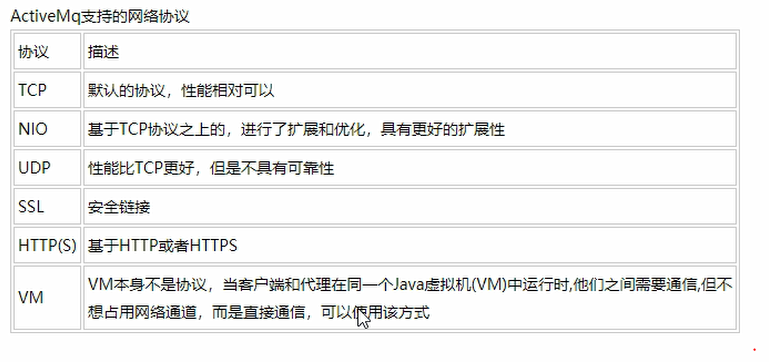 ActiveMq支持的网络协议
协议 描述
TCP 默认的协议，性能相对可以
NIO 基于TCP协议之上的，进行了扩展和优化，具有更好的扩展性
UDP 性能比TCP更好，但是不具有可靠性
SSL 安全链接
HTTP(S) 基于HTTP或者HTTPS
VM VM本身不是协议，当客户端和代理在同一个Java虚拟机(VM)中运行时,他们之间需要通信,但不
想占用网络通道，而是直接通信，可以使用该方式